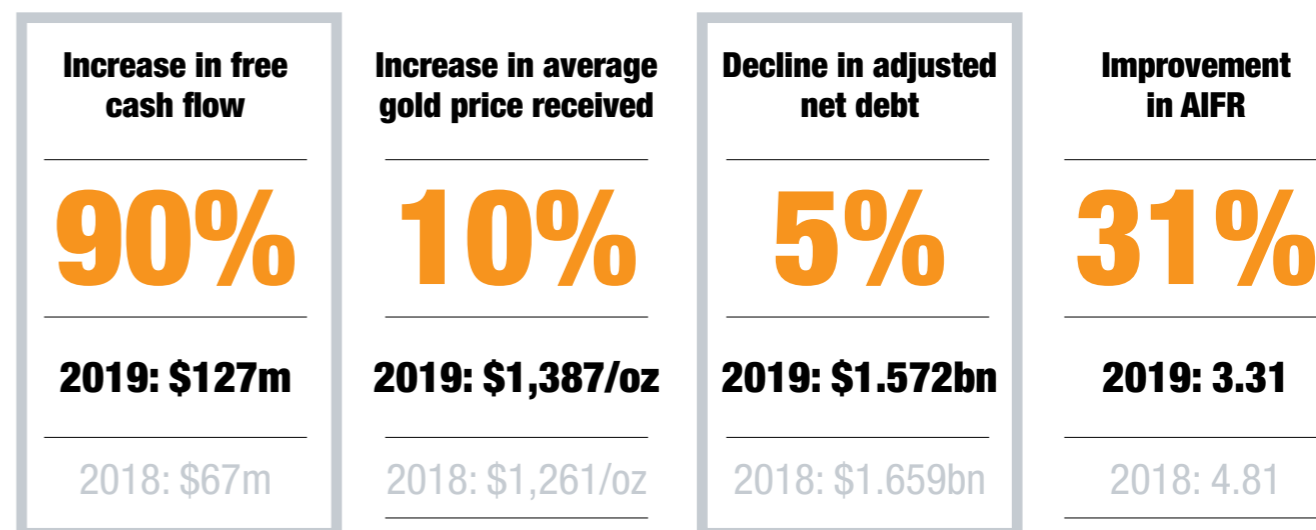 Increase in free
cash flow
90%
2019: $127m
2018: $67m
Increase in average
gold price received
10%
2019: $1,387/oz
2018: $1,261/oz
Decline in adjusted
net debt
5%
2019: $1.572bn
2018: $1.659bn
Improvement
in AIFR
31%
2019: 3.31
2018: 4.81